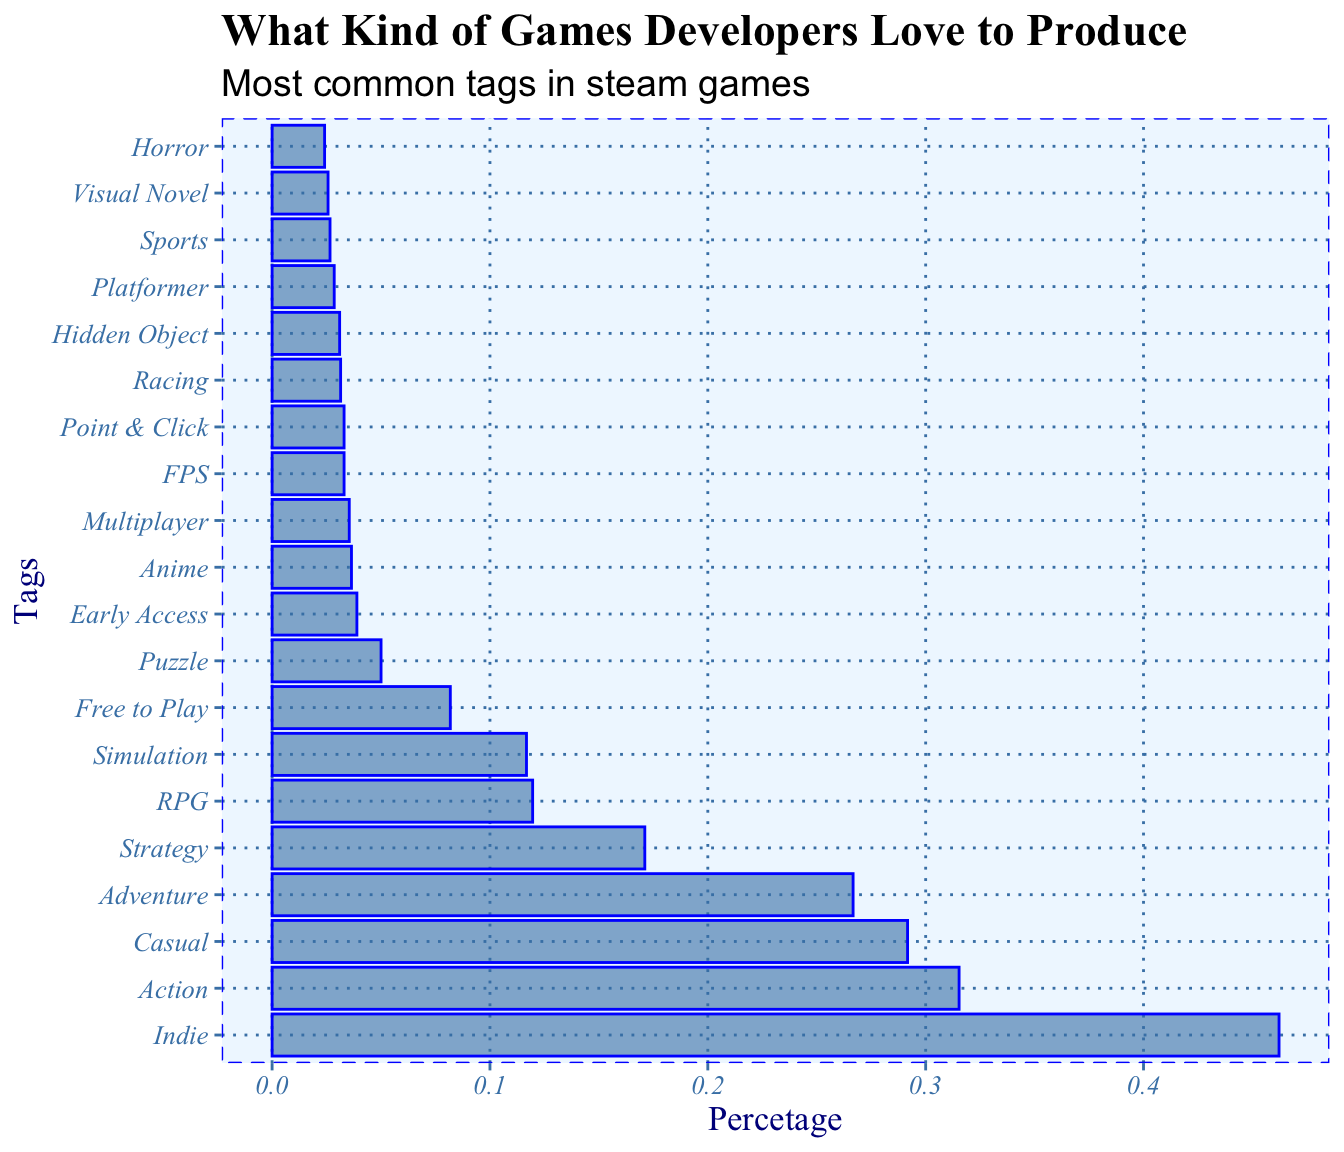 What Kind of Games Developers Love to Produce
Most common tags in steam games
Horror
Visual Novel
Sports
Platformer
Hidden Object
Racing
Point & Click
FPS
Multiplayer
Anime
Early Access
Puzzle
Free to Play
Simulation
RPG
Strategy
Adventure
Casual
Action
Indie
Tags
0.0 0.1 0.2 0.3 0.4
Percetage